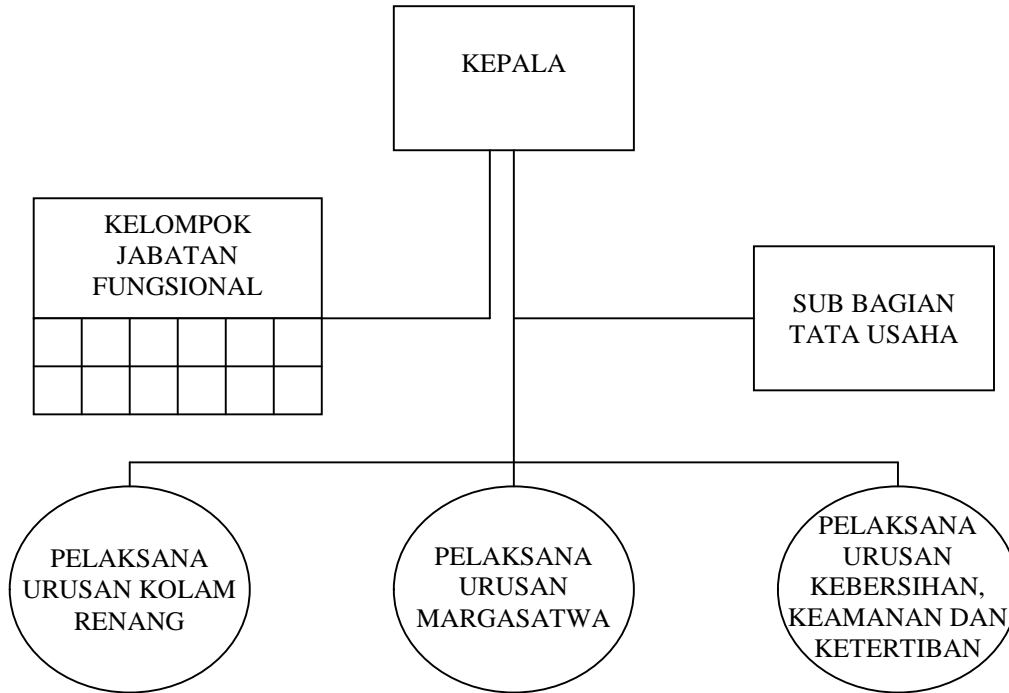 KEPALA
KELOMPOK
JABATAN
FUNGSIONAL
SUB BAGIAN
TATA USAHA
PELAKSANA
URUSAN KOLAM
RENANG
PELAKSANA
URUSAN
MARGASATWA
PELAKSANA
URUSAN
KEBERSIHAN,
KEAMANAN DAN
KETERTIBAN